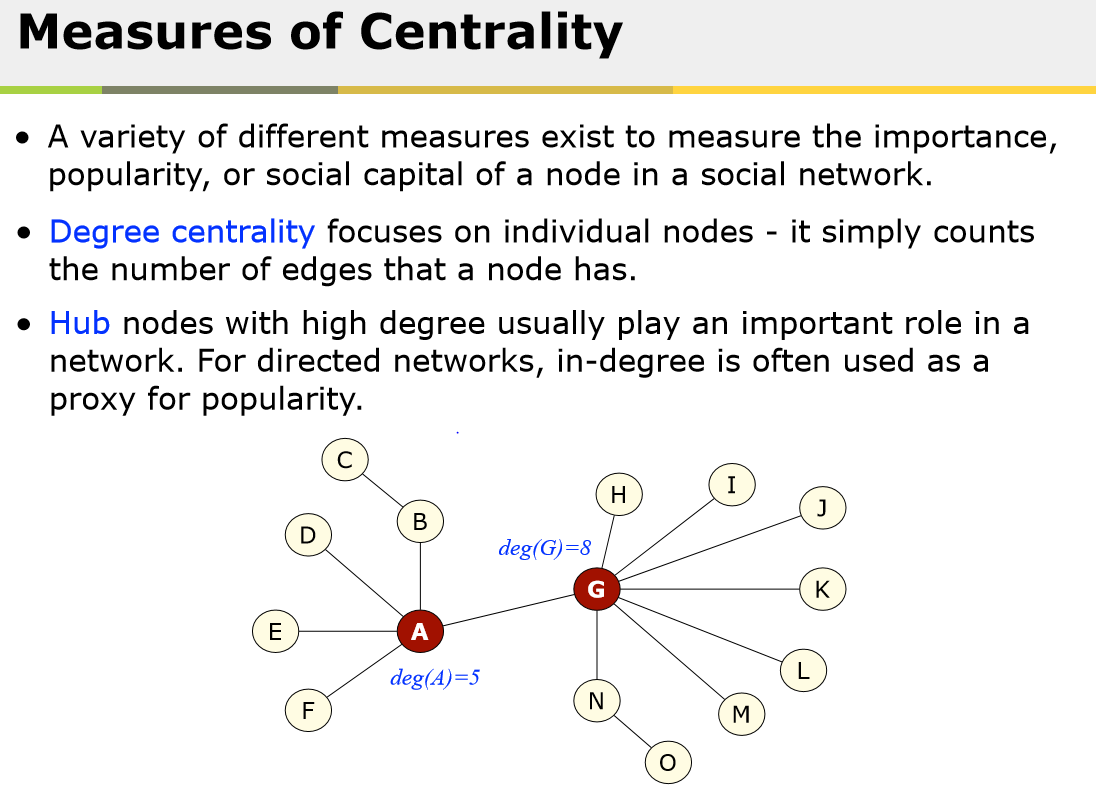 Measures of Centrality
• A variety of different measures exist to measure the importance,
popularity, or social capital of a node in a social network.
• Degree centrality focuses on individual nodes - it simply counts
the number of edges that a node has.
• Hub nodes with high degree usually play an important role in a
network. For directed networks, in-degree is often used as a
proxy for popularity.
C
H
I
J
B
D
deg(G)=8
G
K
E
A
L
deg(A)=5
F
N
M
O